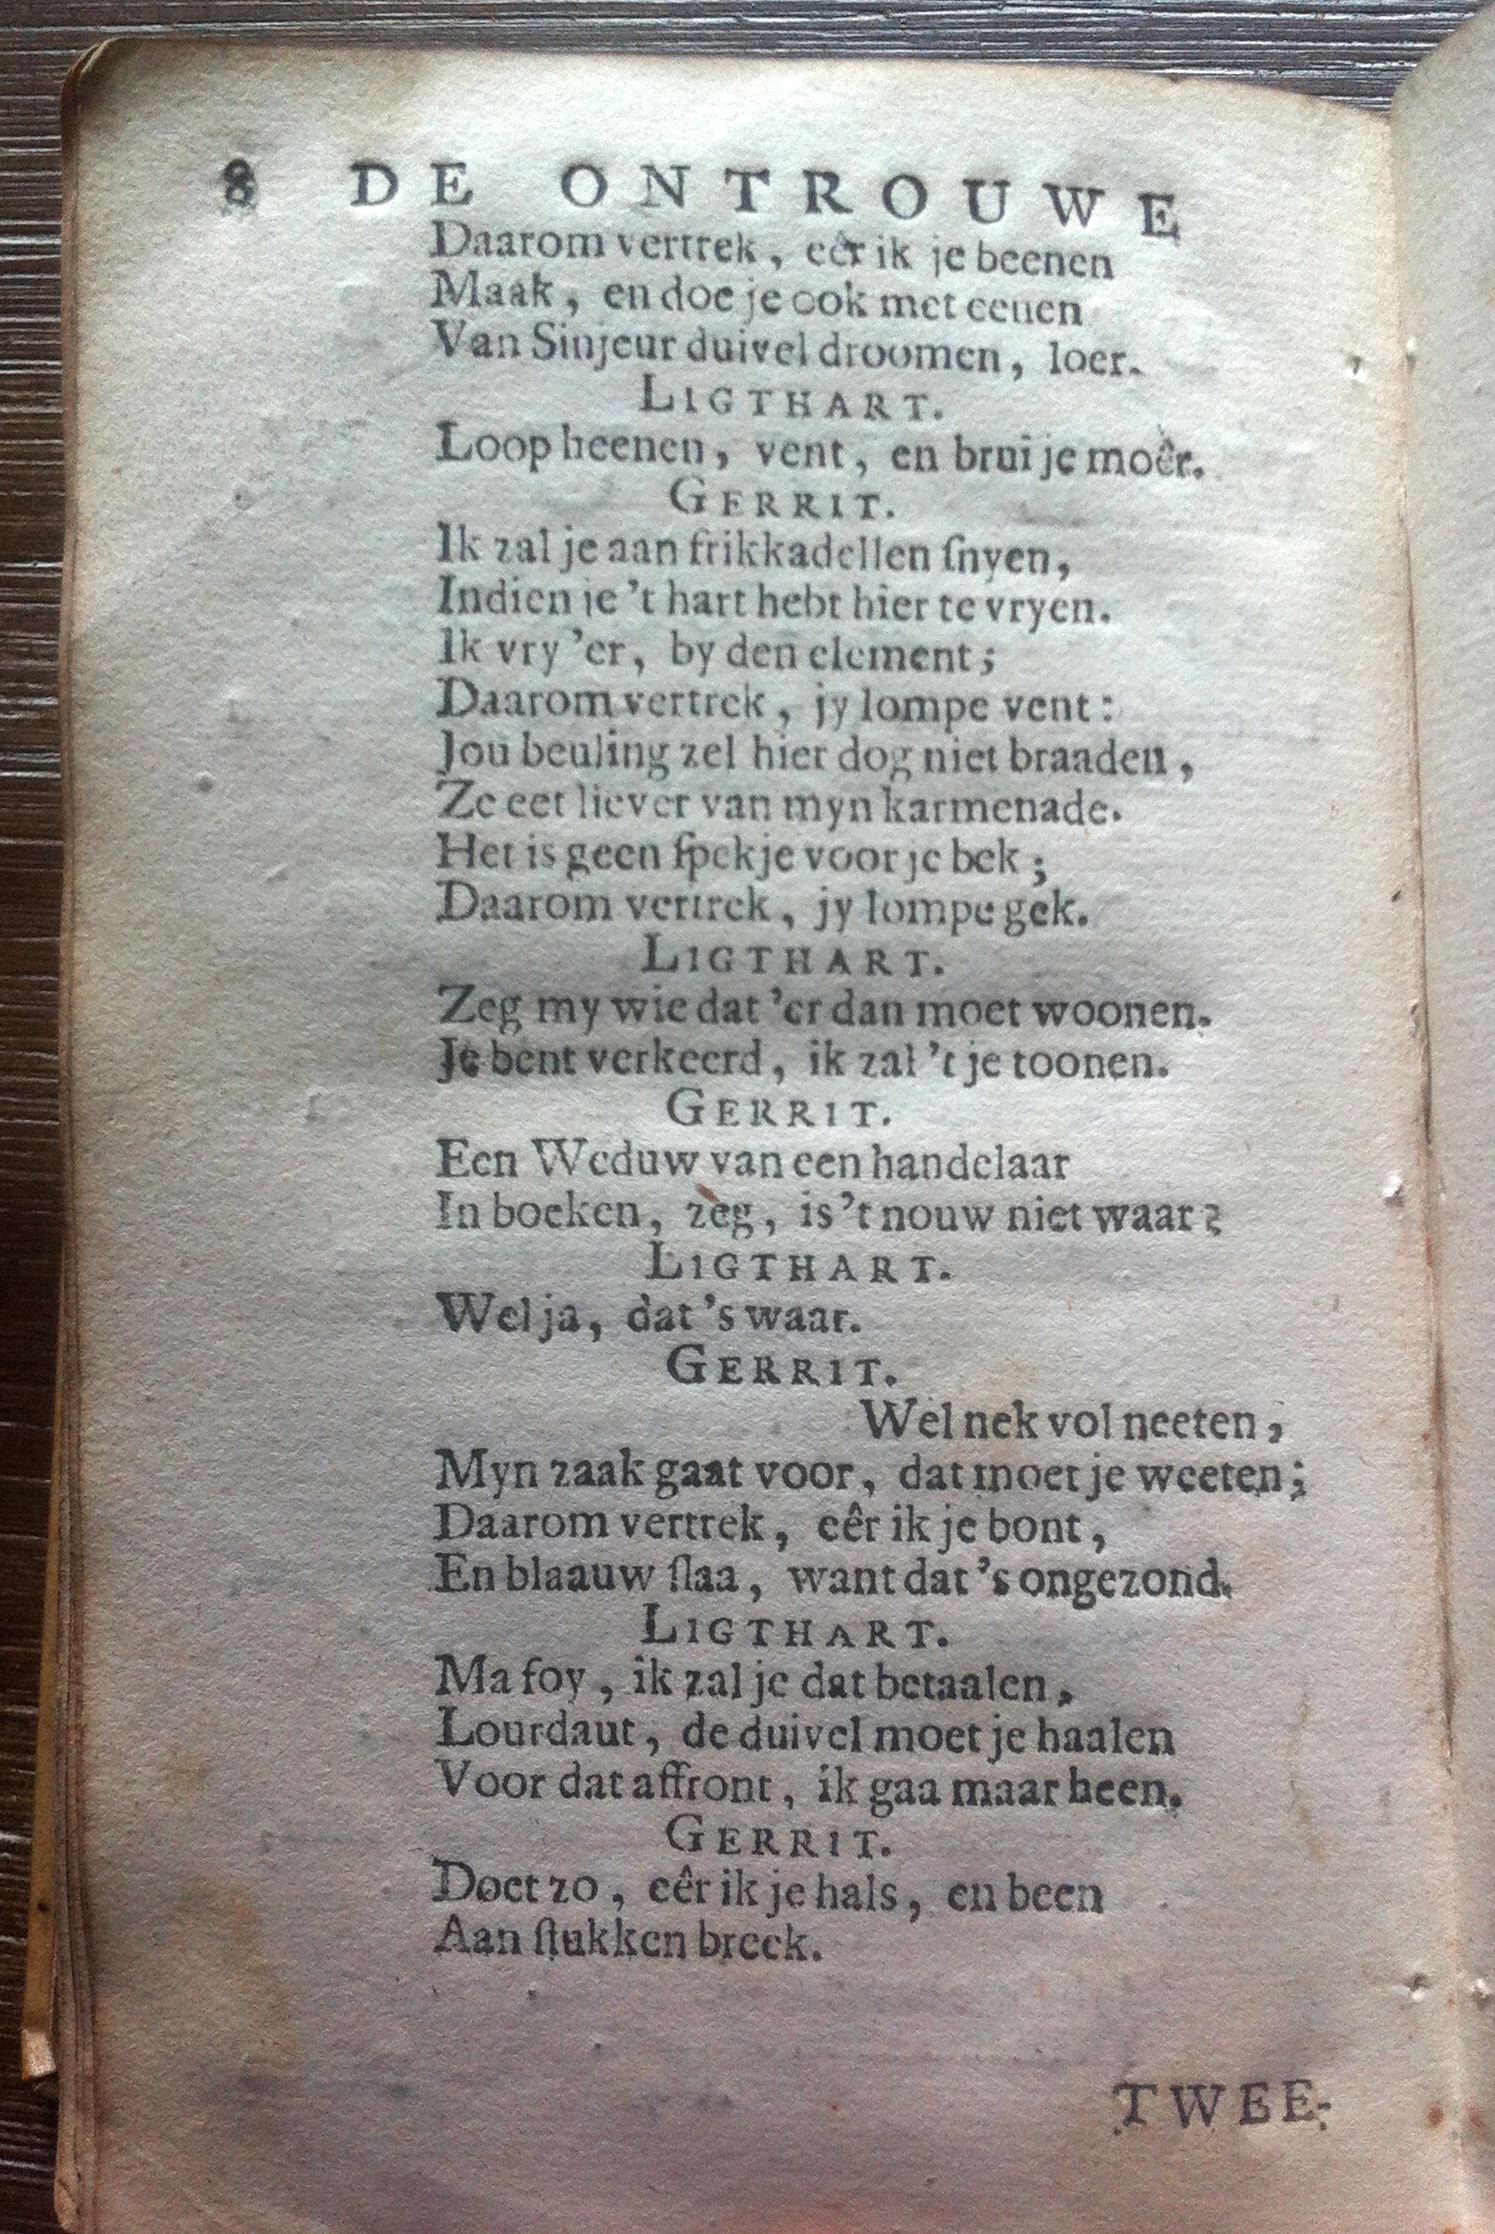 8 DE ONTROUWE
Daarom vertrek, eêr ik je beenen
Maak, en doe je ook met eenen
Van Sinjeur duivel droomen, loer.
LIGTHART.
Loop heenen, vent, en brui je moêr.
GERRIT.
Ik zal je aan frikkadellen ſnyen,
Indien je 't hart hebt hier te vryen.
Ik vry 'er, by den element;
Daarom vertrek, jy lompe vent:
Jou beuling zel hier dog niet braaden,
Ze eet liever van myn karmenade.
Het is geen ſpekje voor je bek;
Daarom vertrek, jy lompe gek.
LIGTHART.
Zeg my wie dat 'er dan moet woonen.
Je bent verkeerd, ik zal 't je toonen.
GERRIT.
Een Weduw van een handelaar
In boeken, zeg, is 't nouw niet waar?
LIGTHART.
Wel ja, dat 's waar.
GERRIT.
Wel nek vol neeten,
Myn zaak gaat voor, dat moet je weeten;
Daarom vertrek, eêr ik je bont,
En blaauw ſlaa, want dat 's ongezond.
LIGTHART.
Ma foy, ik zal je dat betaalen,
Lourdaut, de duivel moet je haalen
Voor dat affront, ik gaa maar heen.
GERRIT.
Doet zo, eêr ik je hals, en been
Aan ſtukken breek.
TWEE-